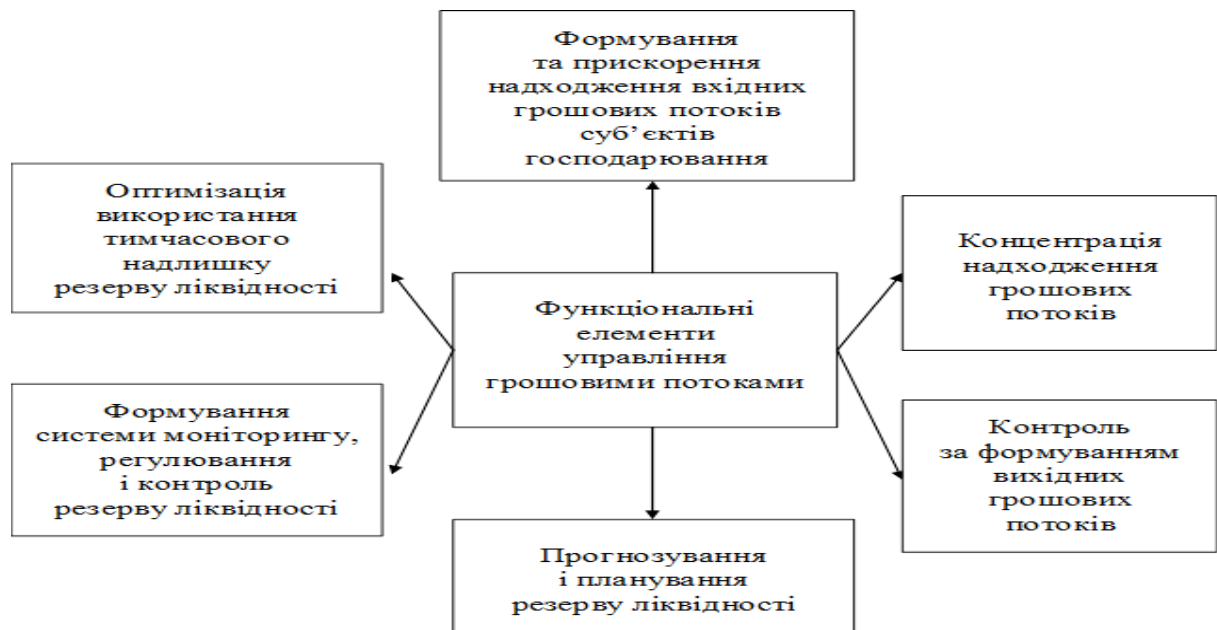 Формування
та прискорення
надходження вхідних
грошових потоків
суб’єктів
господарювання
Оптимізація
використання
тимчасового
надлишку
резерву ліквідності
Концентрація
надходження
грошових
потоків
Функціональні
елементи
управління
грошовими потоками
Формування
системи моніторингу,
регулювання
і контроль
резерву ліквідності
Контроль
за формуванням
вихідних
грошових
потоків
Прогнозування
і планування
резерву ліквідності